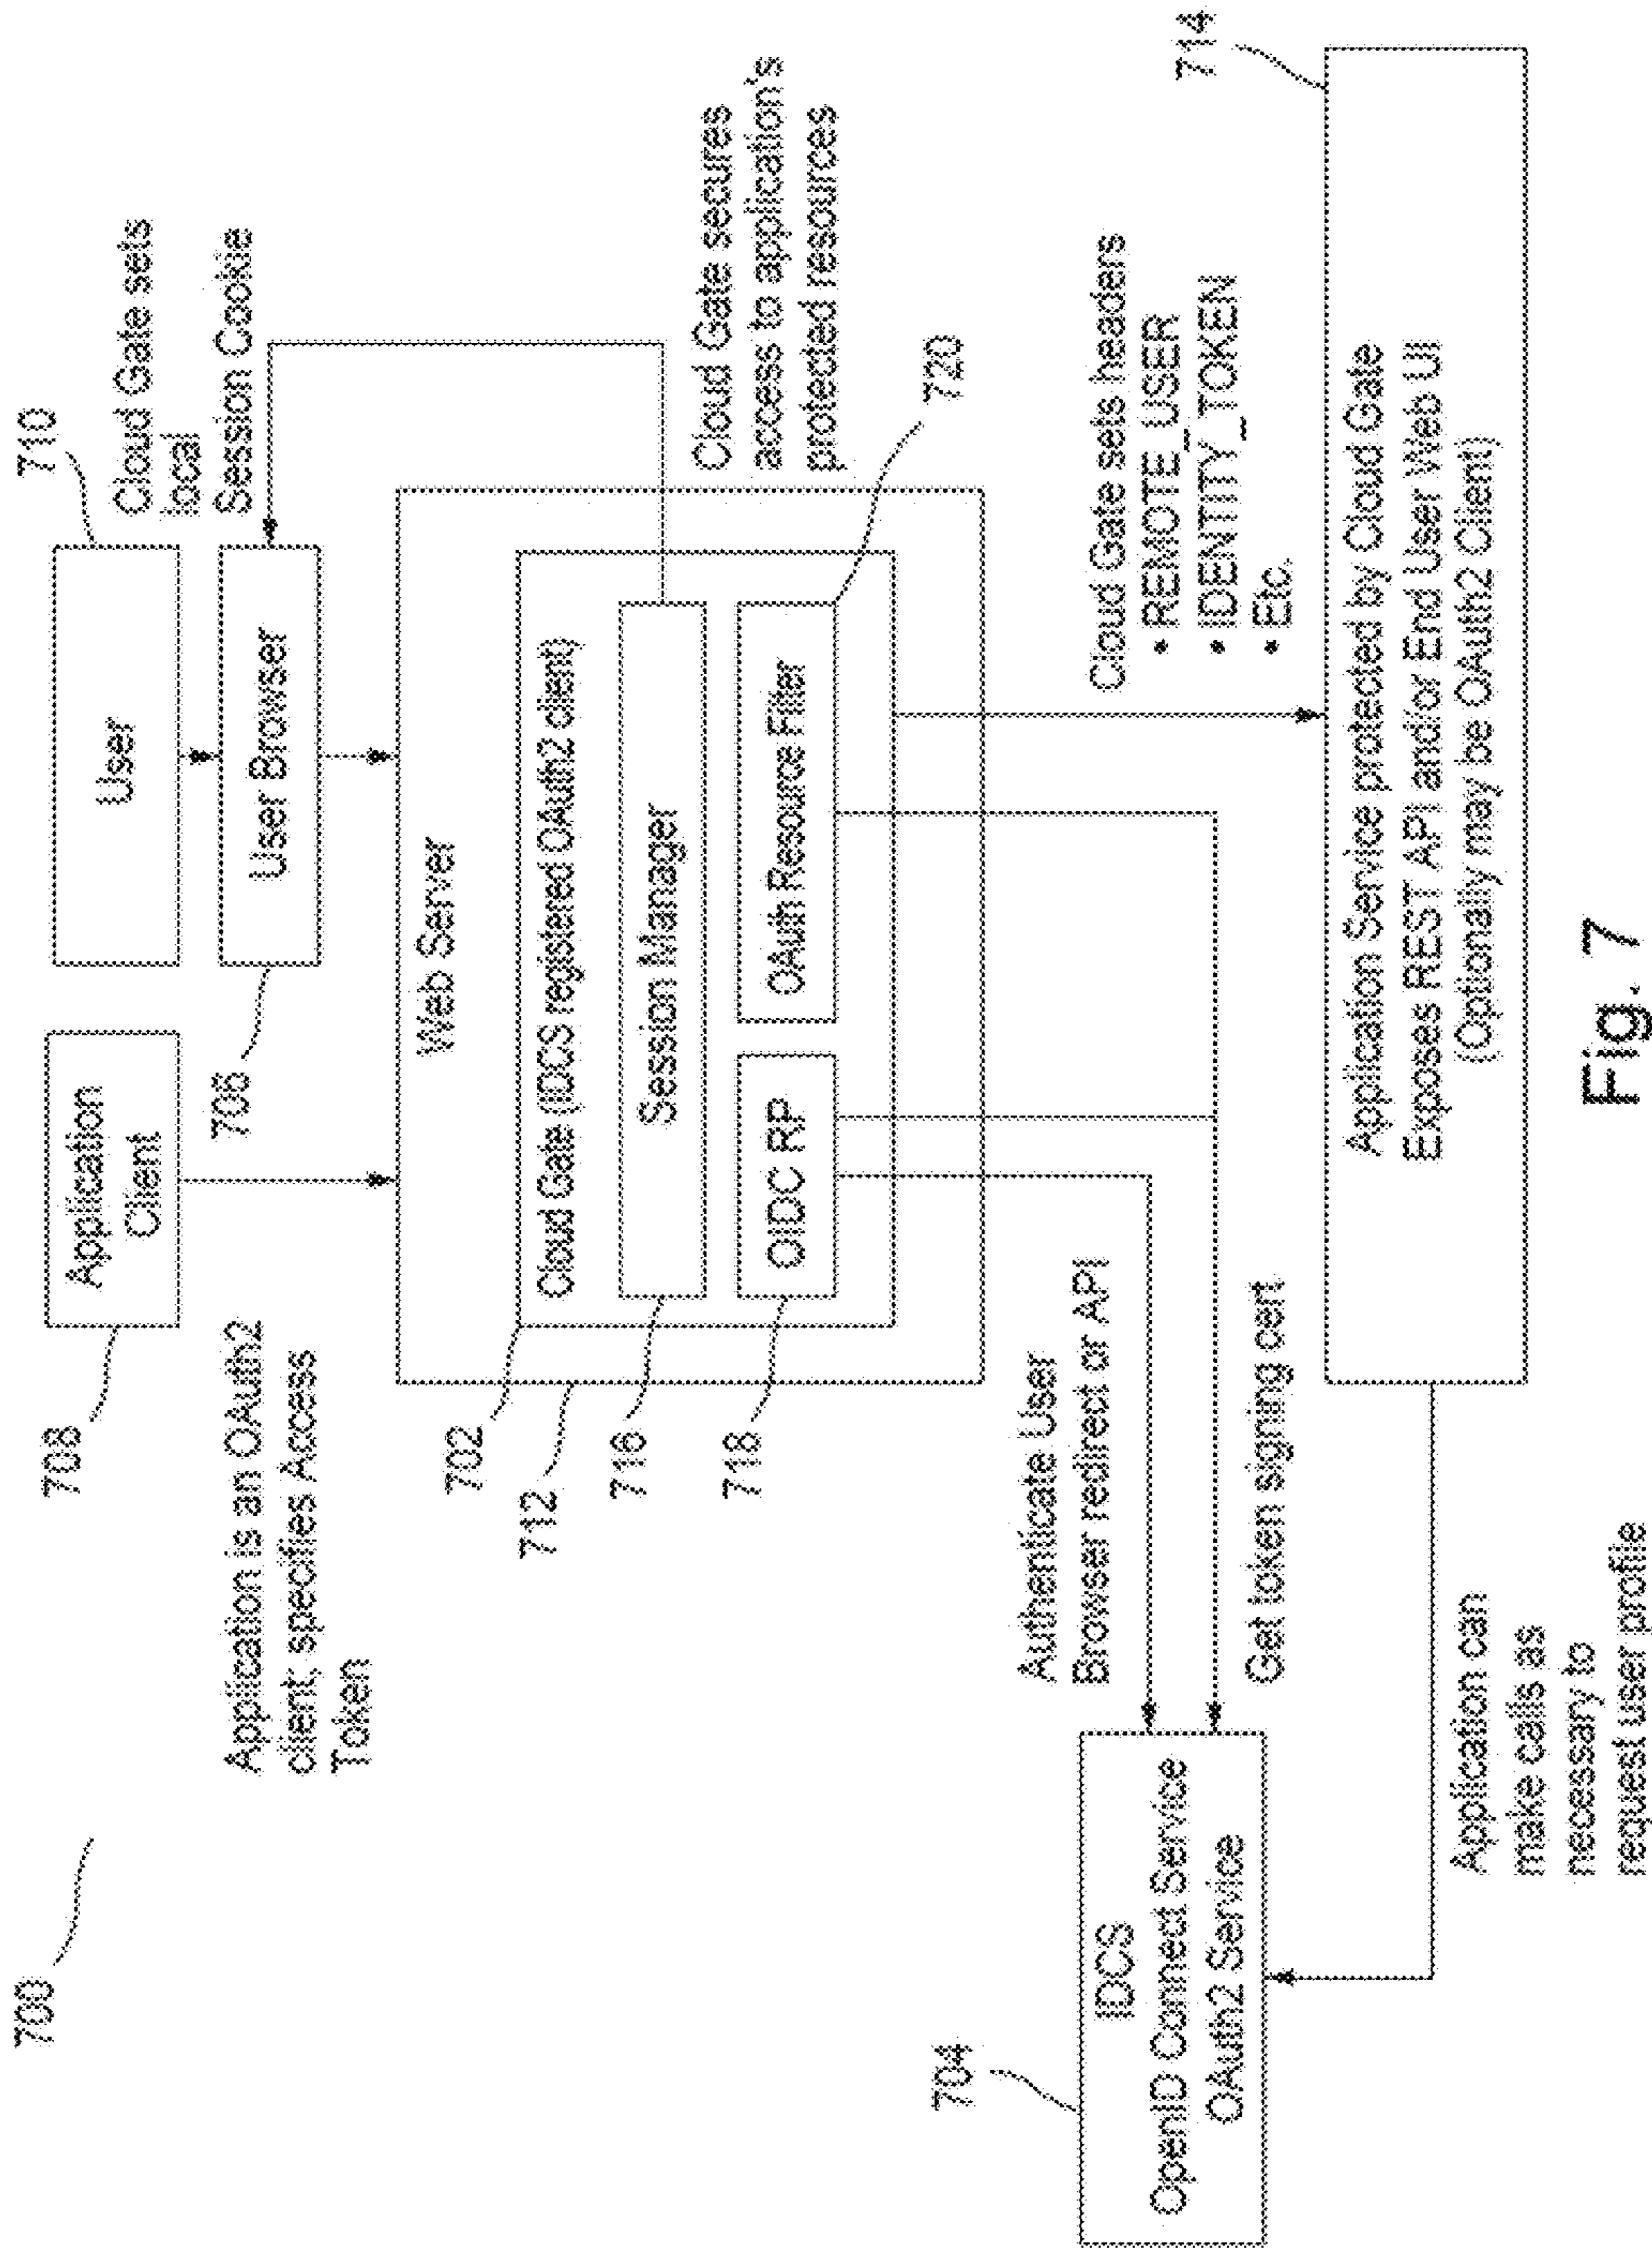 700
708
Application
Client
Application is an OAuth2
client; specifies Access
Token
710
User
User Browser
706
Cloud Gate sets
local
Session Cookie
Web Server
702
712
Cloud Gate (IDCS registered OAuth2 client)
Session Manager
716
OIDC RP
718
OAuth Resource Filter
720
Cloud Gate secures
access to application's
proteded resources
Authenticate User
Browser redirect or API
Get token signing cert
704
IDCS
OpenID Connect Service
OAuth2 Service
Cloud Gate sets headers
• REMOTE_USER
• IDENTITY_TOKEN
• Etc.
714
Application Service protected by Cloud Gate
Exposes REST API and/or End User Web UI
(Optionally may be OAuth2 Client)
Application can
make calls as
necessary to
request user profile
Fig. 7